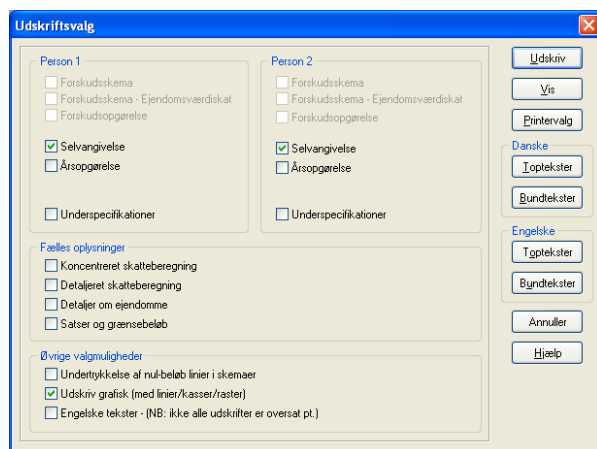 Udskriftsvalg
Person 1
Forskudsskema
Forskudsskema - Ejendomsværdiskat
Forskudsopgørelse
Selvangivelse
Årsopgørelse
Underspecifikationer
Person 2
Forskudsskema
Forskudsskema - Ejendomsværdiskat
Forskudsopgørelse
Selvangivelse
Årsopgørelse
Underspecifikationer
Fælles oplysninger
Koncentreret skatteberegning
Detaljeret skatteberegning
Detaljer om ejendomme
Satser og grænsebeløb
Øvrige valgmuligheder
Undertrykkelse af nul-beløb linier i skemaer
Udskriv grafisk (med linier/kasser/raster)
Engelske tekster - (NB: ikke alle udskrifter er oversat pt.)
Udskriv
Vis
Printervalg
Danske
Toptekster
Bundtekster
Engelske
Toptekster
Bundtekster
Annuller
Hjælp